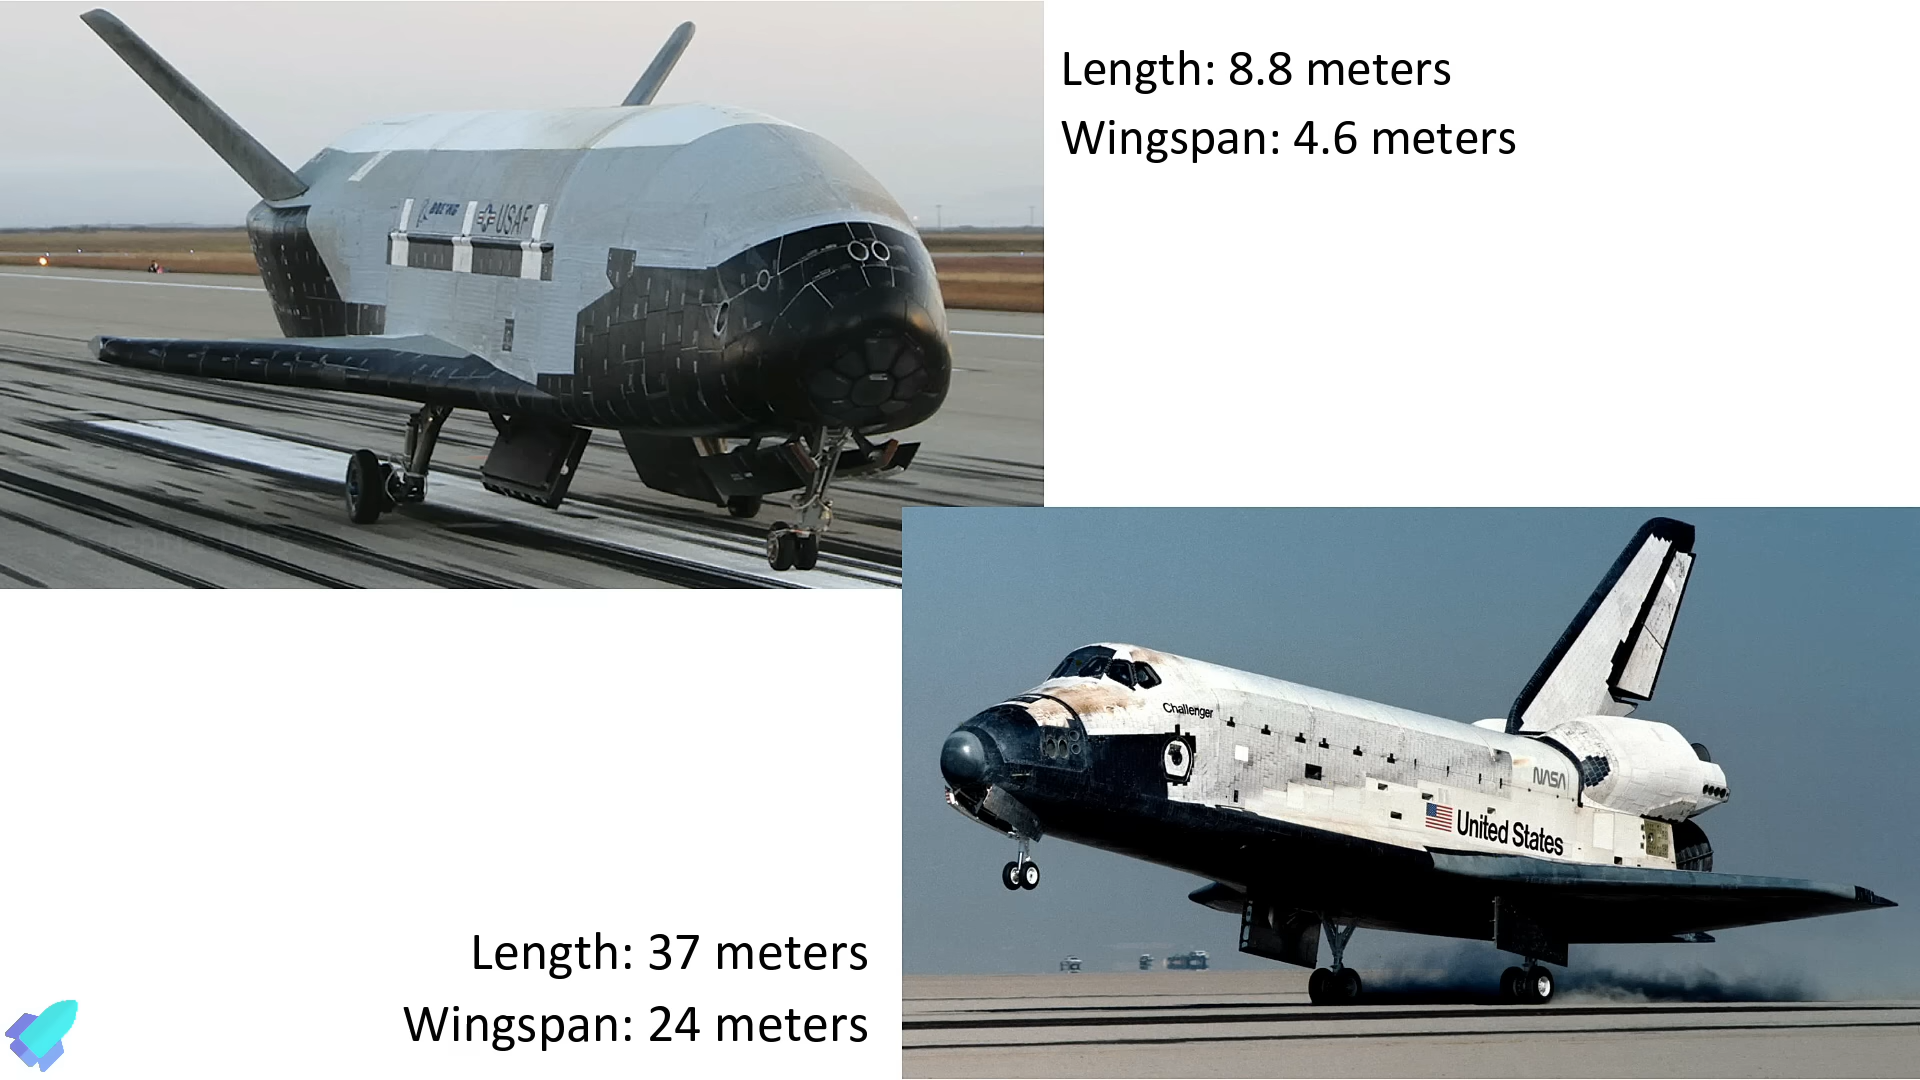 Length: 8.8 meters
Wingspan: 4.6 meters
BOEING USAF
Challenger
NASA
United States
Length: 37 meters
Wingspan: 24 meters